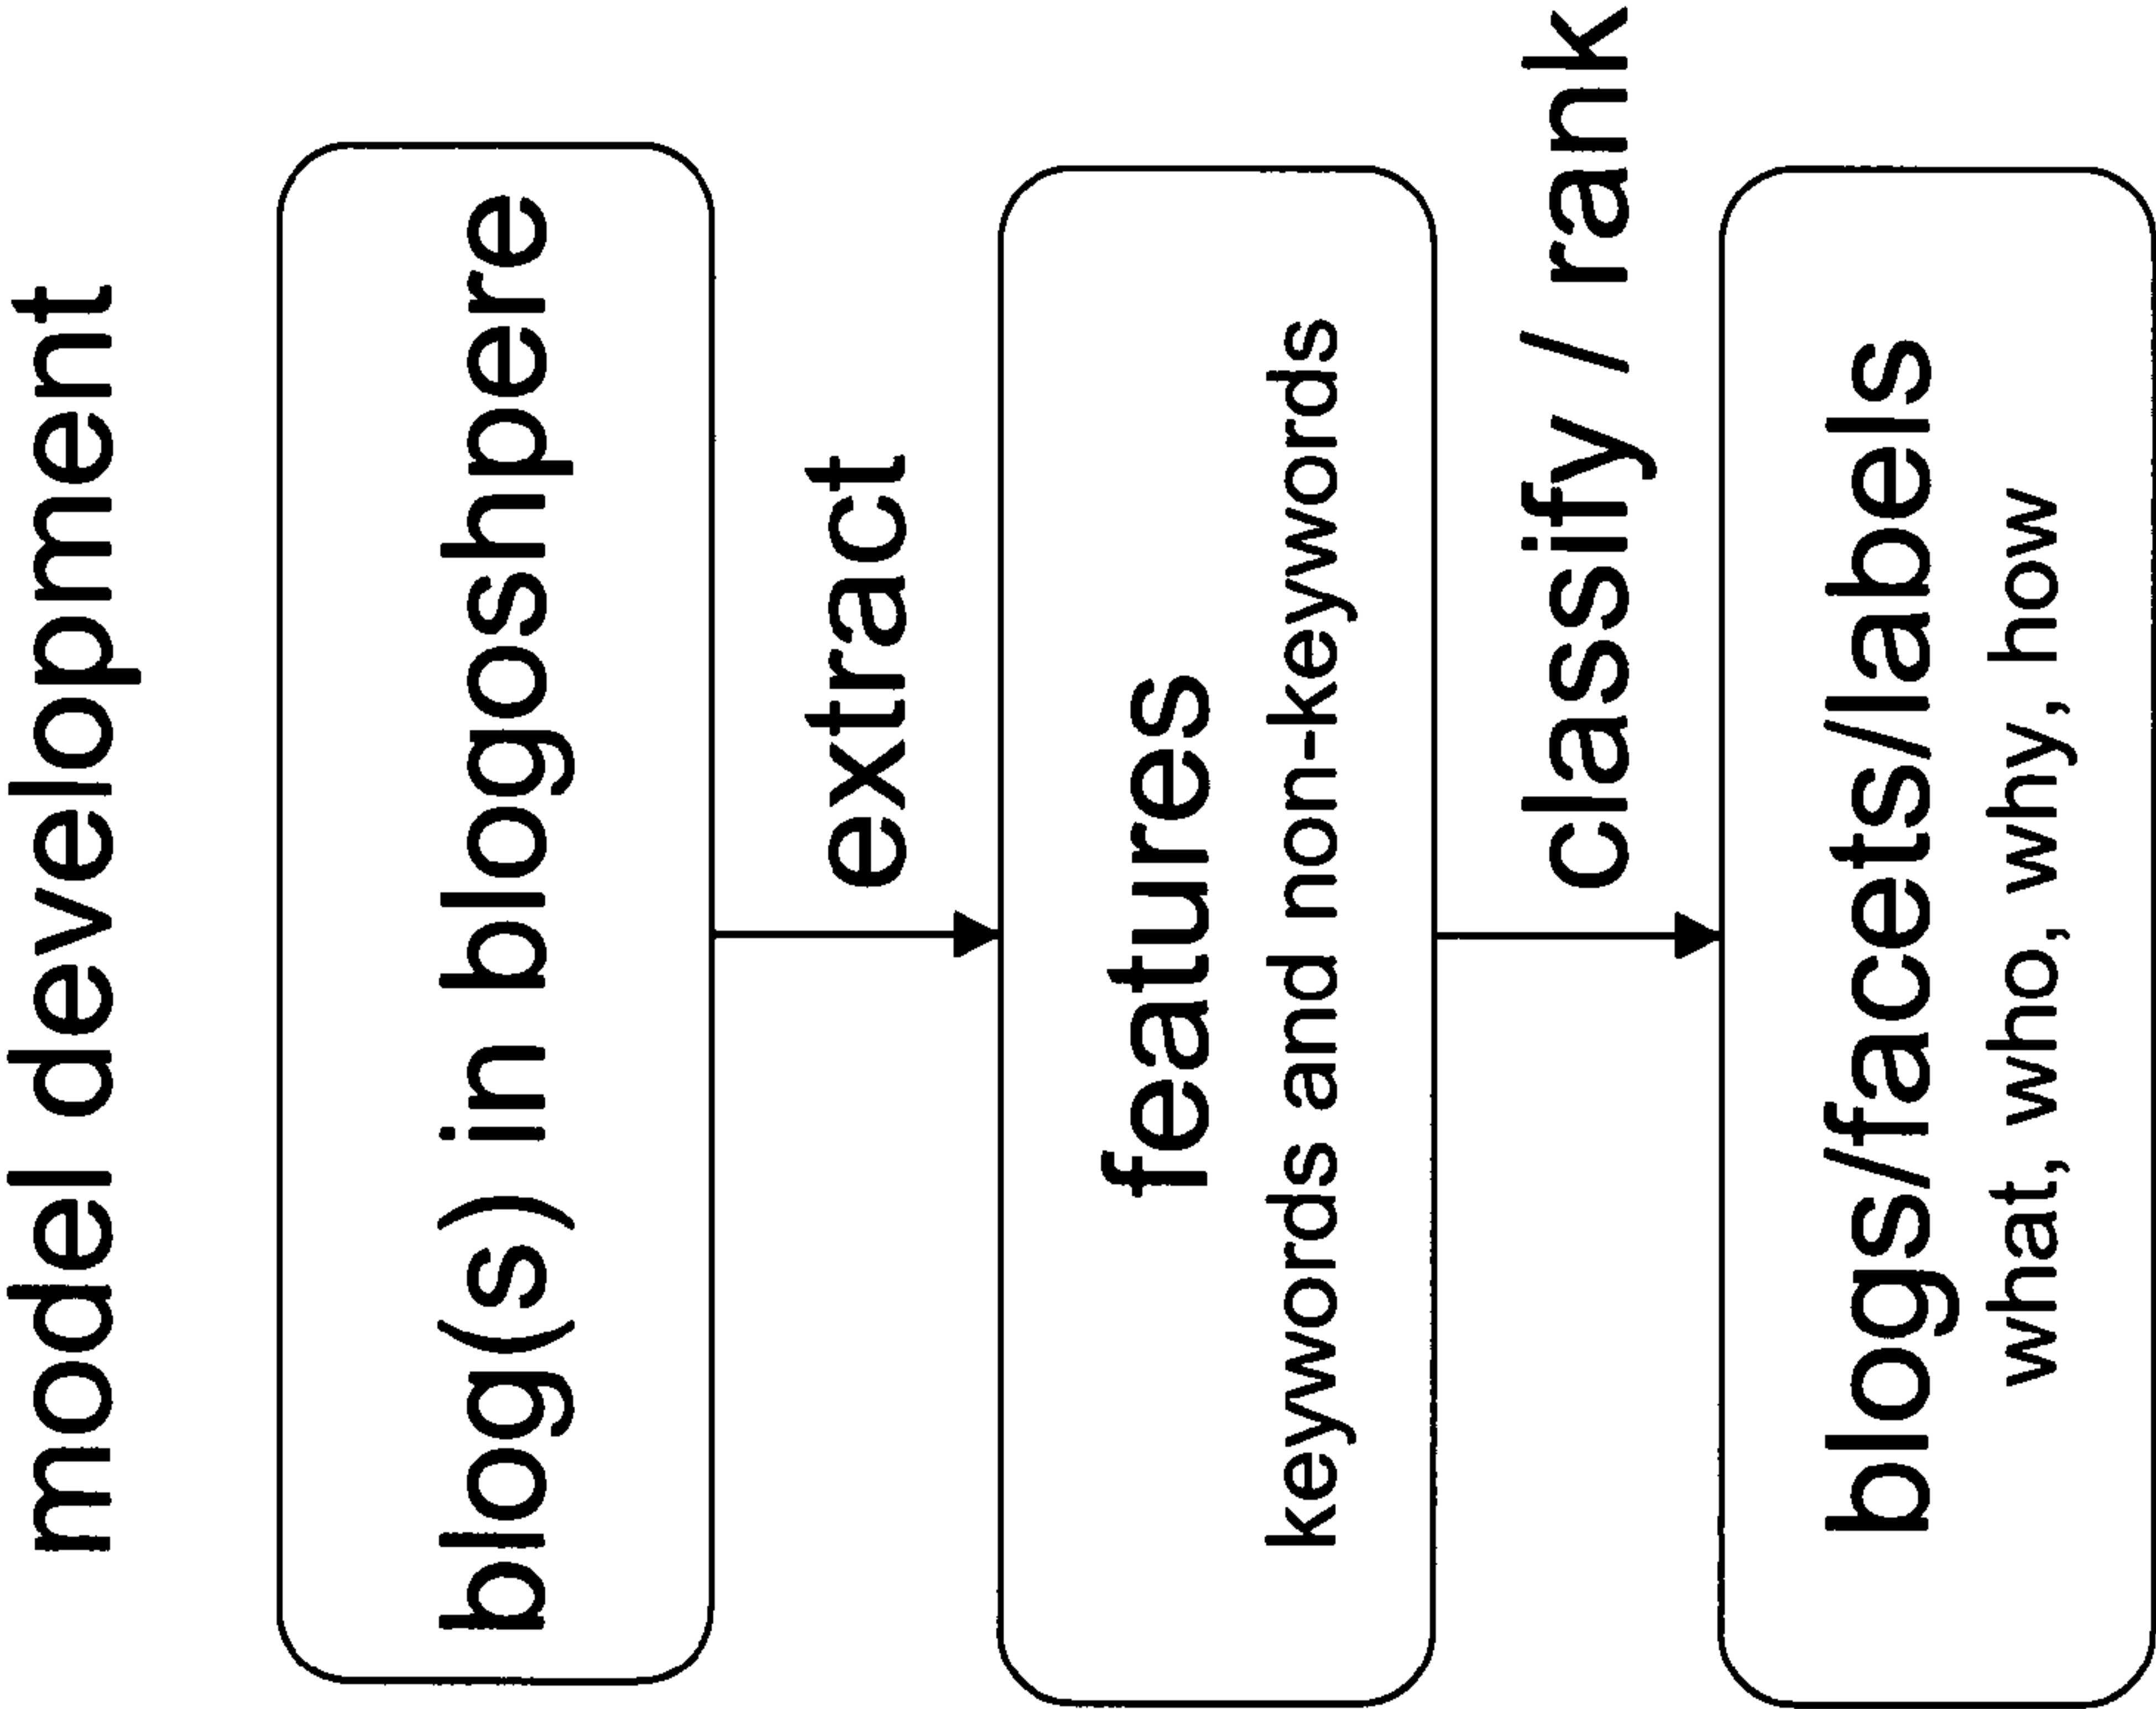 model development
blog(s) in blogoshpere
extract
features
keywords and non-keywords
classify / rank
blogs/facets/labels
what, who, why, how